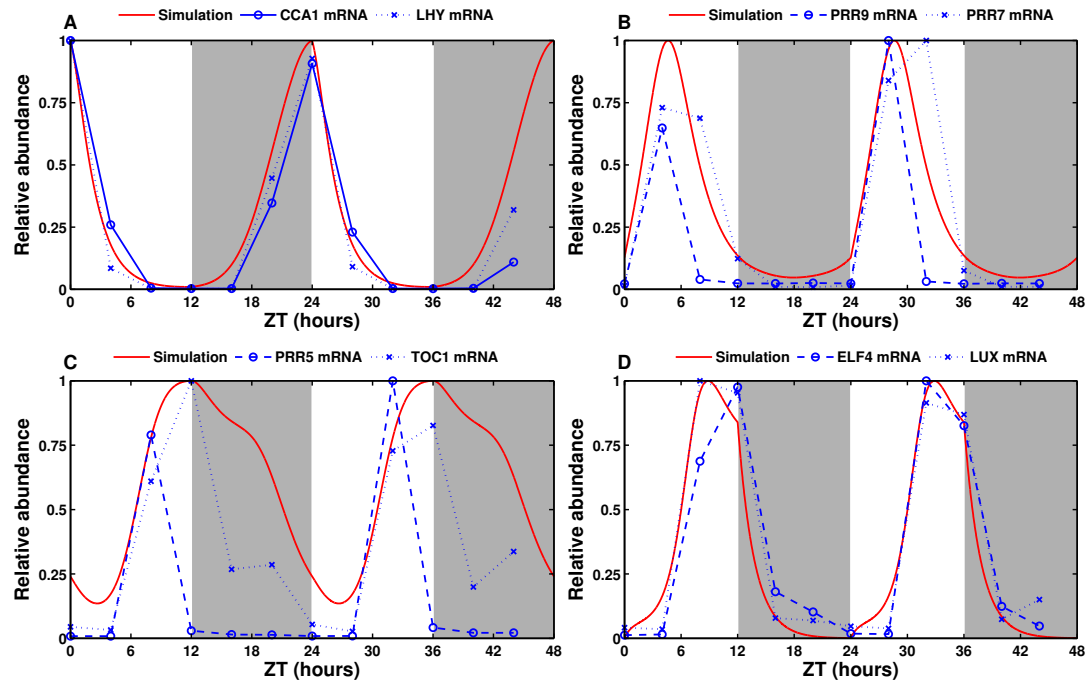 A
Simulation CCA1 mRNA LHY mRNA
1
0.75
0.5
0.25
0
Relative abundance
0 6 12 18 24 30 36 42 48
ZT (hours)
B
Simulation PRR9 mRNA PRR7 mRNA
1
0.75
0.5
0.25
0
Relative abundance
0 6 12 18 24 30 36 42 48
ZT (hours)
C
Simulation PRR5 mRNA TOC1 mRNA
1
0.75
0.5
0.25
0
Relative abundance
0 6 12 18 24 30 36 42 48
ZT (hours)
D
Simulation ELF4 mRNA LUX mRNA
1
0.75
0.5
0.25
0
Relative abundance
0 6 12 18 24 30 36 42 48
ZT (hours)